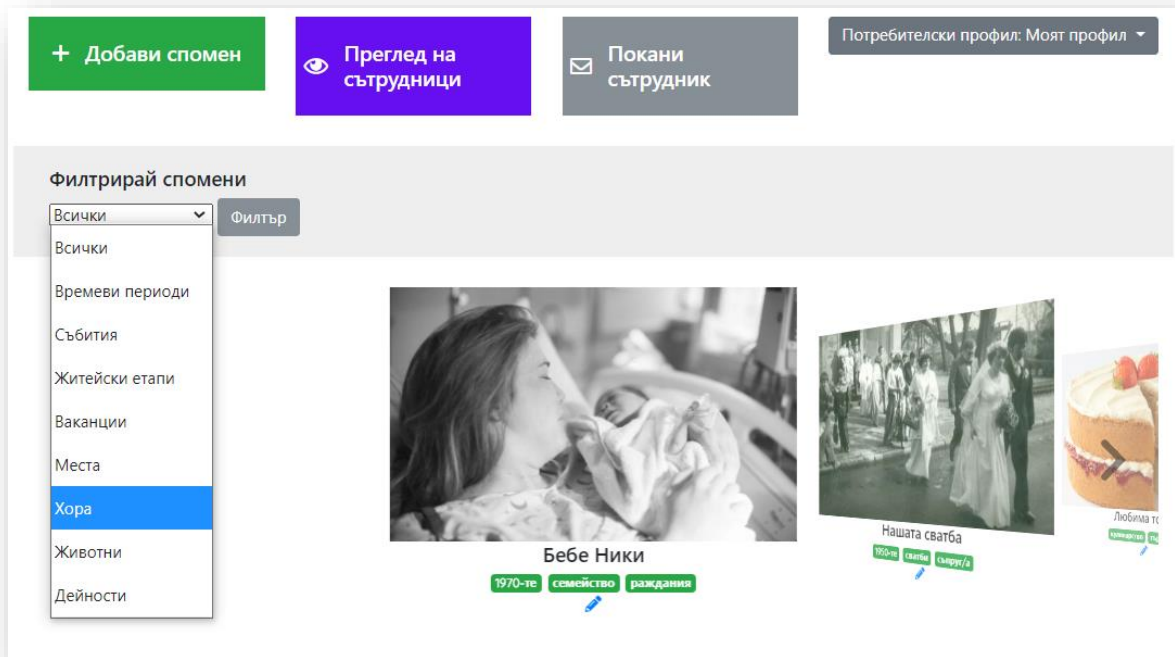 Добави спомен
Преглед на
сътрудници
Покани
сътрудник
Потребителски профил: Моят профил
Филтрирай спомени
Всички
Филтър
Всички
Времеви периоди
Събития
Житейски етапи
Ваканции
Места
Хора
Животни
Дейности
Бебе Ники
1970-те семейство раждания
Нашата сватба
1950-те сватби съпруг/а
Любима то